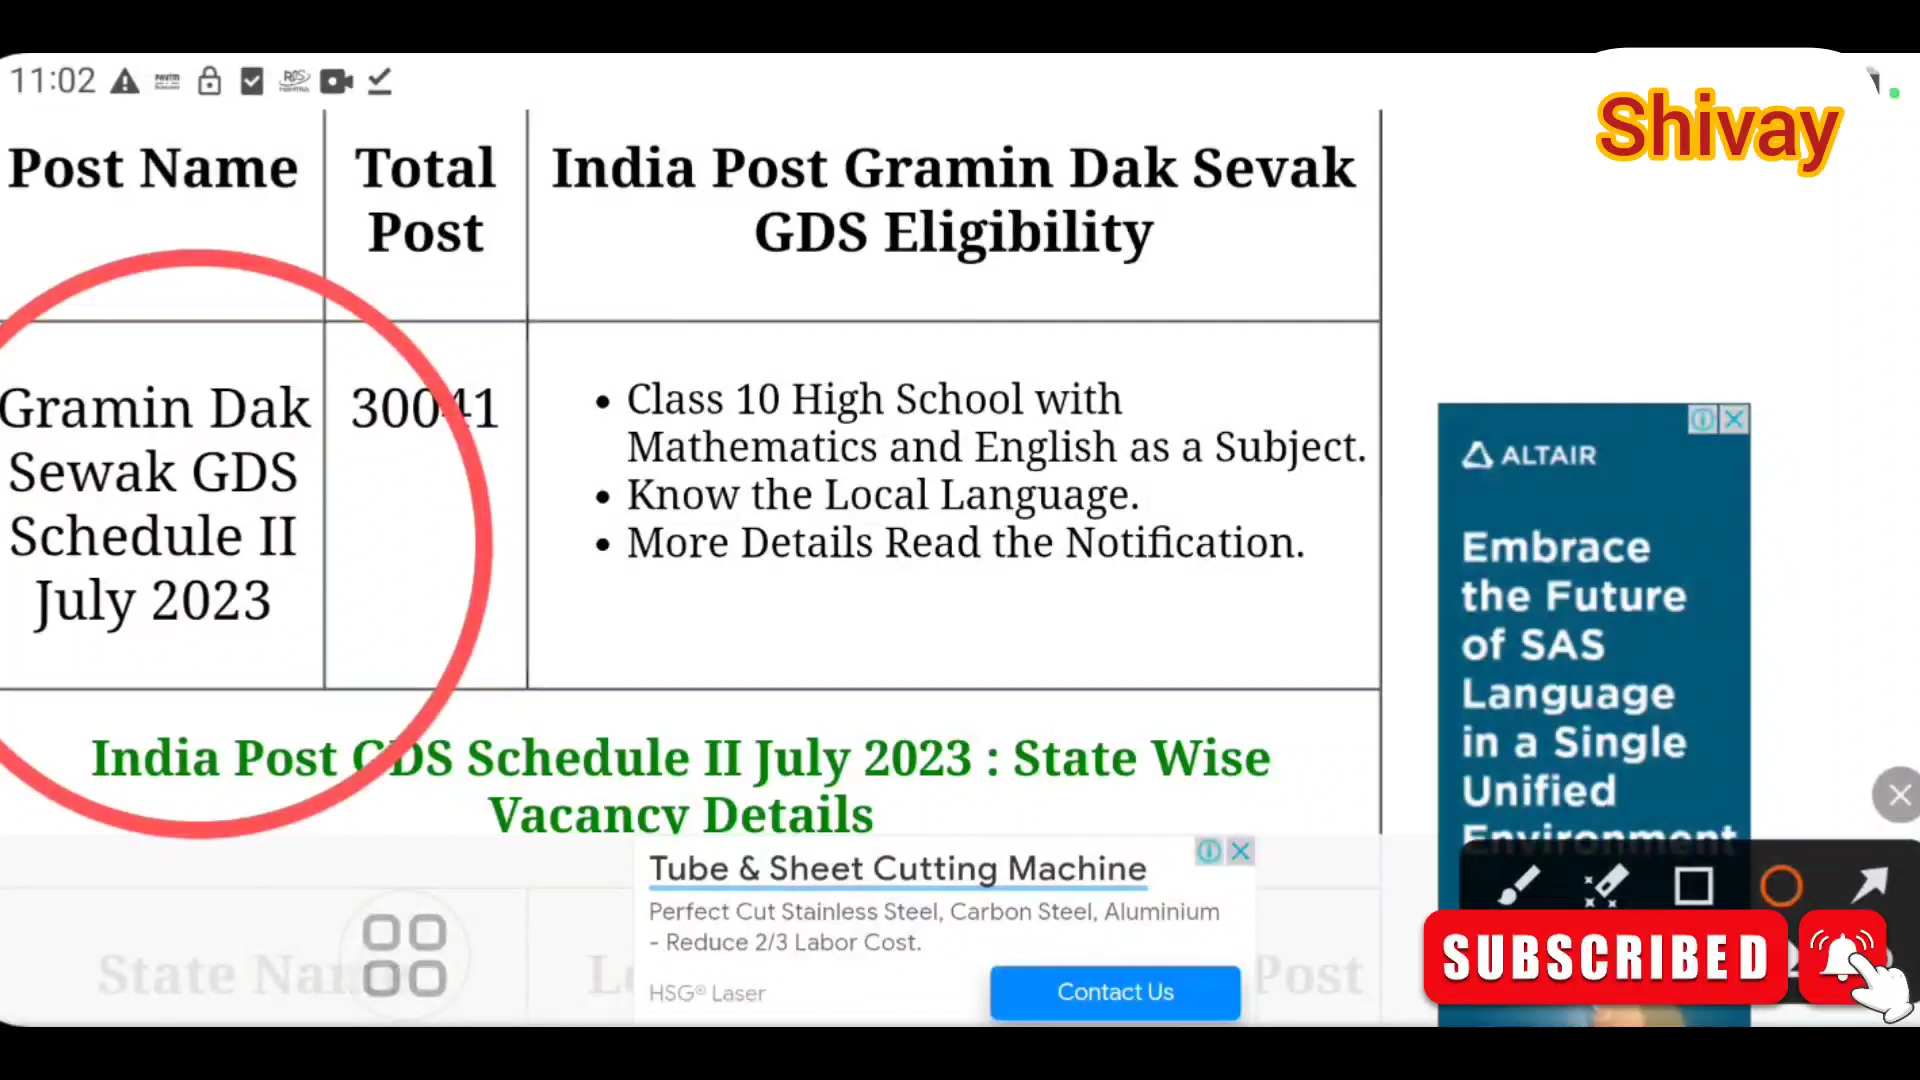 11:02
Shivay
Post Name
Total
Post
India Post Gramin Dak Sevak
GDS Eligibility
Gramin Dak
Sewak GDS
Schedule II
July 2023
30041
Class 10 High School with
Mathematics and English as a Subject.
Know the Local Language.
More Details Read the Notification.
India Post GDS Schedule II July 2023 : State Wise
Vacancy Details
State
Post
ALTAIR
Embrace
the Future
of SAS
Language
in a Single
Unified
Environment
Tube & Sheet Cutting Machine
Perfect Cut Stainless Steel, Carbon Steel, Aluminium
- Reduce 2/3 Labor Cost.
HSG® Laser
Contact Us
SUBSCRIBED